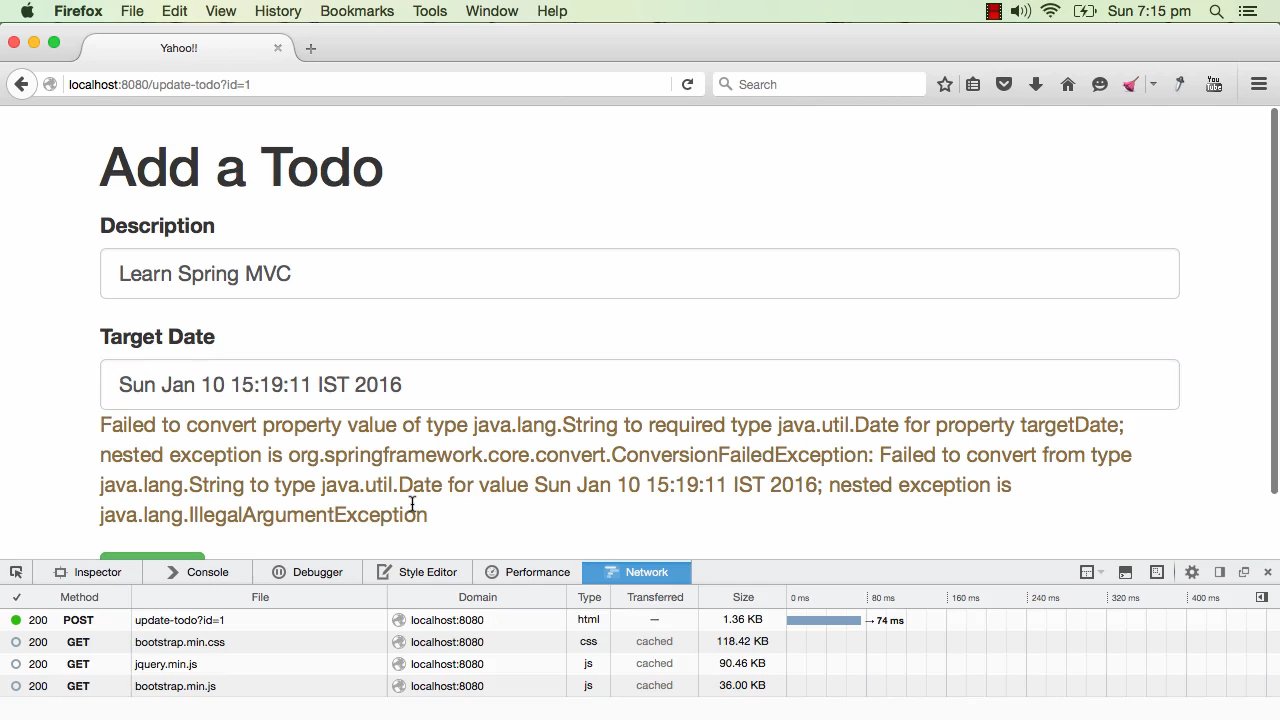 Firefox File Edit View History Bookmarks Tools Window Help Sun 7:15 pm
Yahoo!!
localhost:8080/update-todo?id=1 Search You Tube
Add a Todo
Description
Learn Spring MVC
Target Date
Sun Jan 10 15:19:11 IST 2016
Failed to convert property value of type java.lang.String to required type java.util.Date for property targetDate;
nested exception is org.springframework.core.convert.ConversionFailedException: Failed to convert from type
java.lang.String to type java.util.Date for value Sun Jan 10 15:19:11 IST 2016; nested exception is
java.lang.IllegalArgumentException
Inspector Console Debugger Style Editor Performance Network
✓ Method File Domain Type Transferred Size 0 ms 80 ms 160 ms 240 ms 320 ms 400 ms
200 POST update-todo?id=1 localhost:8080 html — 1.36 KB → 74 ms
200 GET bootstrap.min.css localhost:8080 css cached 118.42 KB
200 GET jquery.min.js localhost:8080 js cached 90.46 KB
200 GET bootstrap.min.js localhost:8080 js cached 36.00 KB